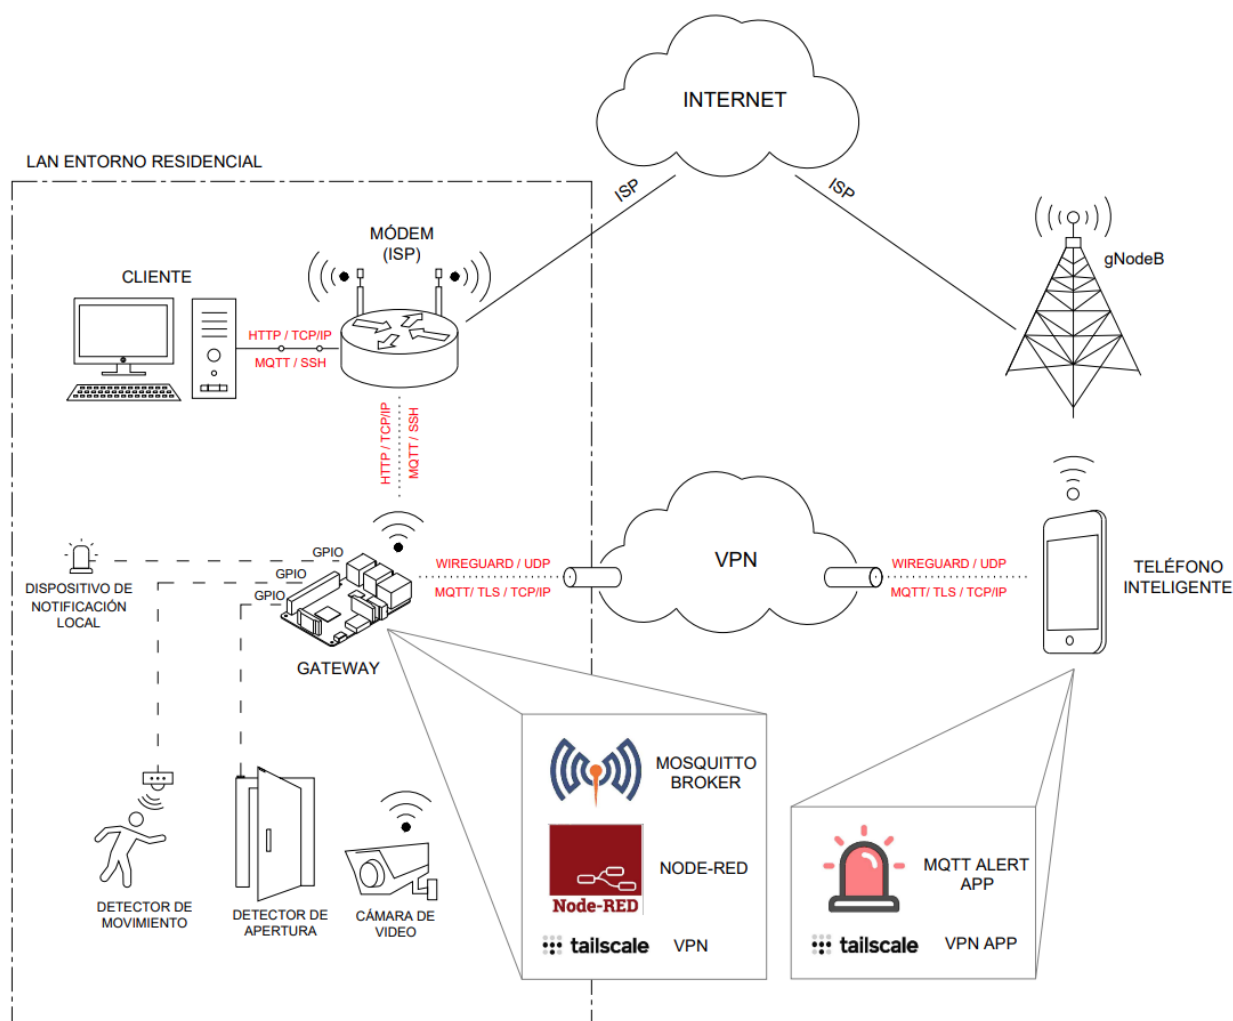 INTERNET
LAN ENTORNO RESIDENCIAL
ISP
ISP
MÓDEM
(ISP)
gNodeB
CLIENTE
HTTP / TCP/IP
MQTT / SSH
HTTP / TCP/IP
MQTT / SSH
GPIO
GPIO
GPIO
DISPOSITIVO DE
NOTIFICACIÓN
LOCAL
GATEWAY
WIREGUARD / UDP
MQTT/ TLS / TCP/IP
VPN
WIREGUARD / UDP
MQTT/ TLS / TCP/IP
TELÉFONO
INTELIGENTE
MOSQUITTO
BROKER
NODE-RED
Node-RED
tailscale
VPN
MQTT ALERT
APP
tailscale
VPN APP
DETECTOR DE
MOVIMIENTO
DETECTOR DE
APERTURA
CÁMARA DE
VIDEO